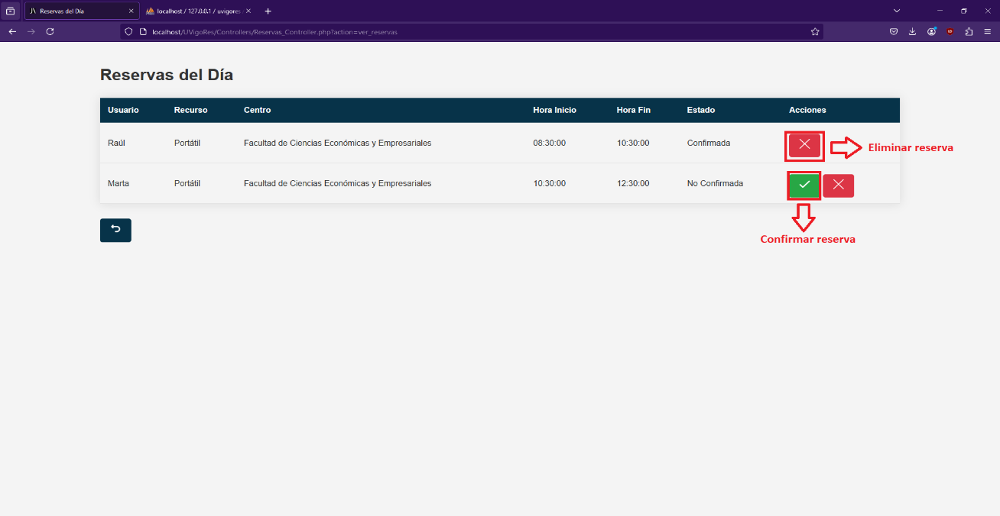 Reservas del Día
localhost / 127.0.0.1 / uvigores
localhost/UVigoRes/Controllers/Reservas_Controller.php?action=ver_reservas
Reservas del Día
Usuario Recurso Centro Hora Inicio Hora Fin Estado Acciones
Raúl Portátil Facultad de Ciencias Económicas y Empresariales 08:30:00 10:30:00 Confirmada
Eliminar reserva
Marta Portátil Facultad de Ciencias Económicas y Empresariales 10:30:00 12:30:00 No Confirmada
Confirmar reserva